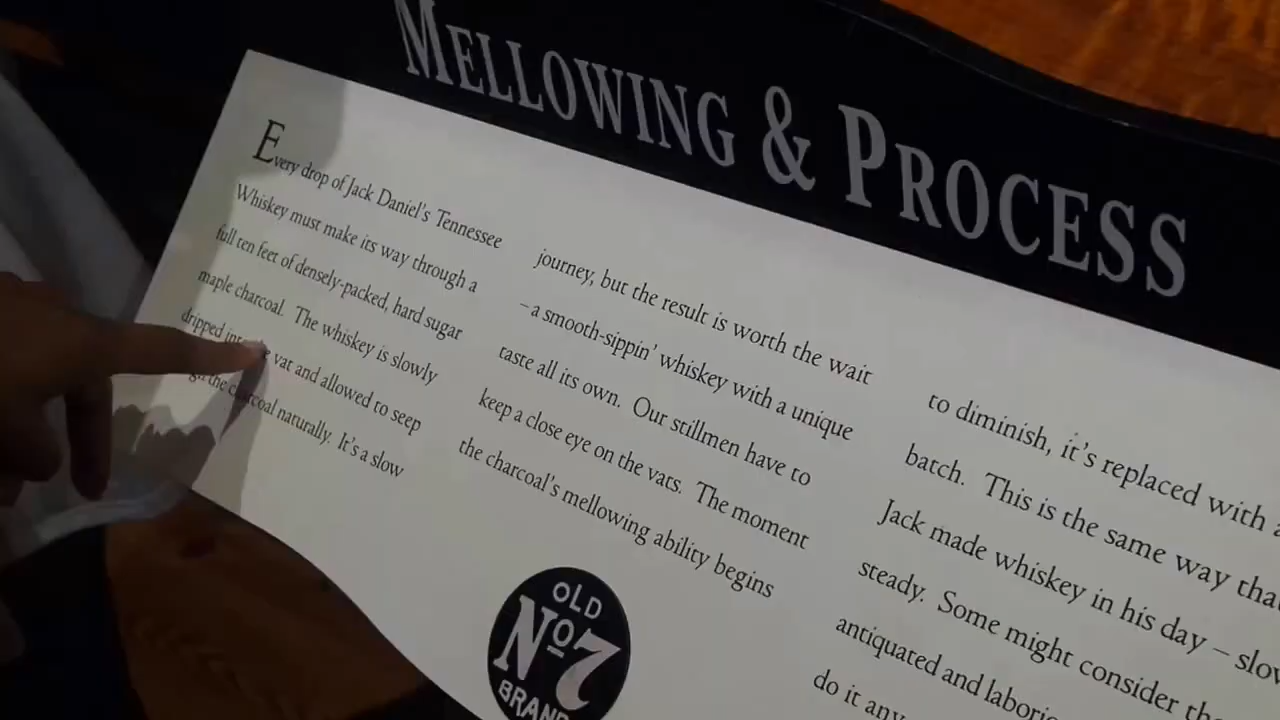 MELLOWING & PROCESS
Every drop of Jack Daniel's Tennessee
Whiskey must make its way through a
full ten feet of densely-packed, hard sugar
maple charcoal. The whiskey is slowly
dripped vat and allowed to seep
the charcoal naturally. It's a slow
journey, but the result is worth the wait
– a smooth-sippin' whiskey with a unique
taste all its own. Our stillmen have to
keep a close eye on the vats. The moment
the charcoal's mellowing ability begins
to diminish, it's replaced with a
batch. This is the same way
Jack made whiskey in his day –
steady. Some might consider
antiquated and
do it
OLD
No 7
BRAND